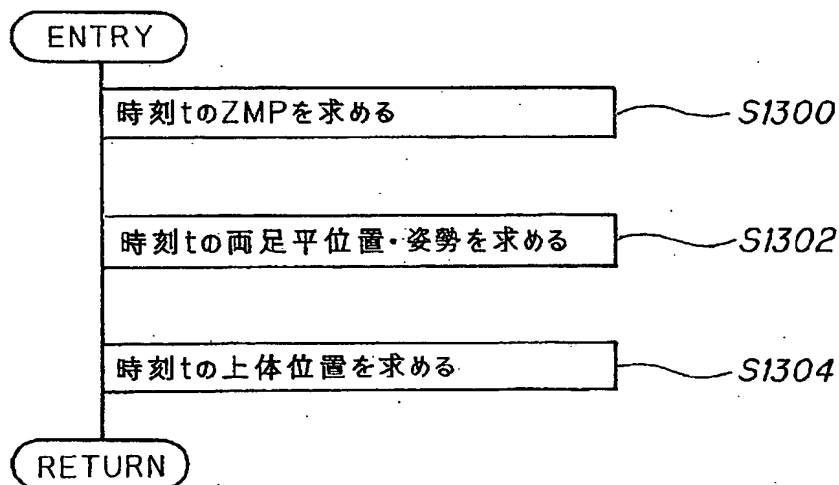 ENTRY
時刻tのZMPを求める
S1300
時刻tの両足平位置・姿勢を求める
S1302
時刻tの上体位置を求める
S1304
RETURN